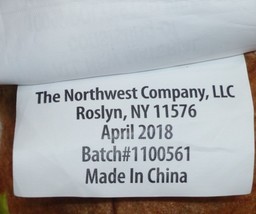 The Northwest Company, LLC
Roslyn, NY 11576
April 2018
Batch#1100561
Made In China